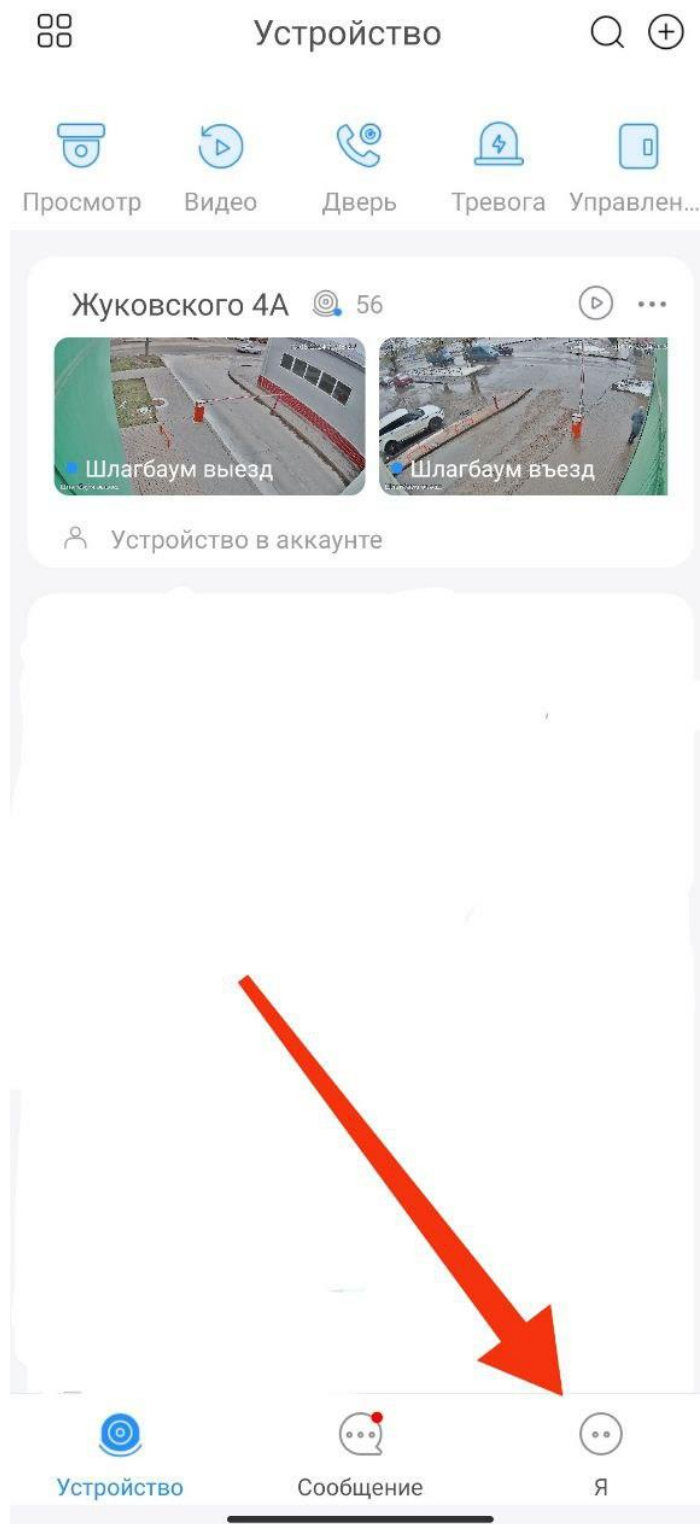 Устройство
Просмотр
Видео
Дверь
Тревога
Управлен...
Жуковского 4А
56
Шлагбаум выезд
Шлагбаум въезд
Устройство в аккаунте
Устройство
Сообщение
Я